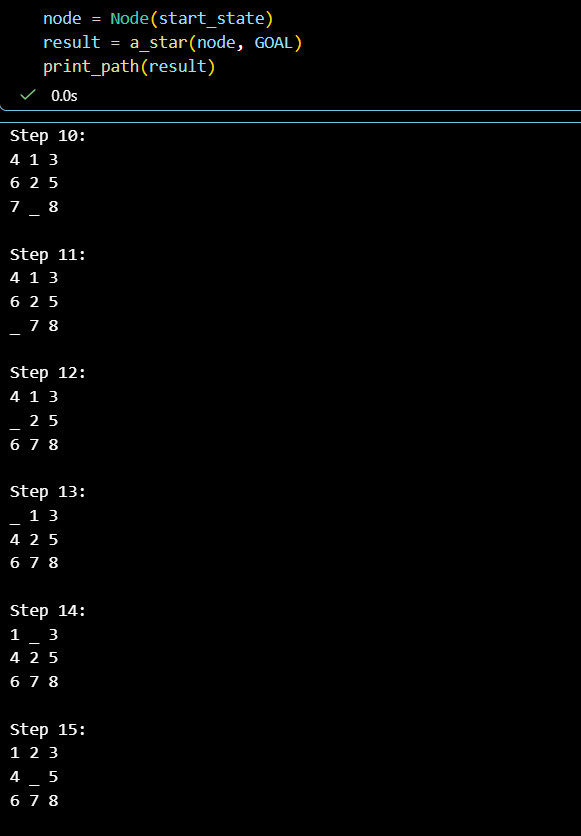 node = Node(start_state)
result = a_star(node, GOAL)
print_path(result)
0.0s
Step 10:
4 1 3
6 2 5
7 _ 8
Step 11:
4 1 3
6 2 5
_ 7 8
Step 12:
4 1 3
_ 2 5
6 7 8
Step 13:
_ 1 3
4 2 5
6 7 8
Step 14:
1 _ 3
4 2 5
6 7 8
Step 15:
1 2 3
4 _ 5
6 7 8